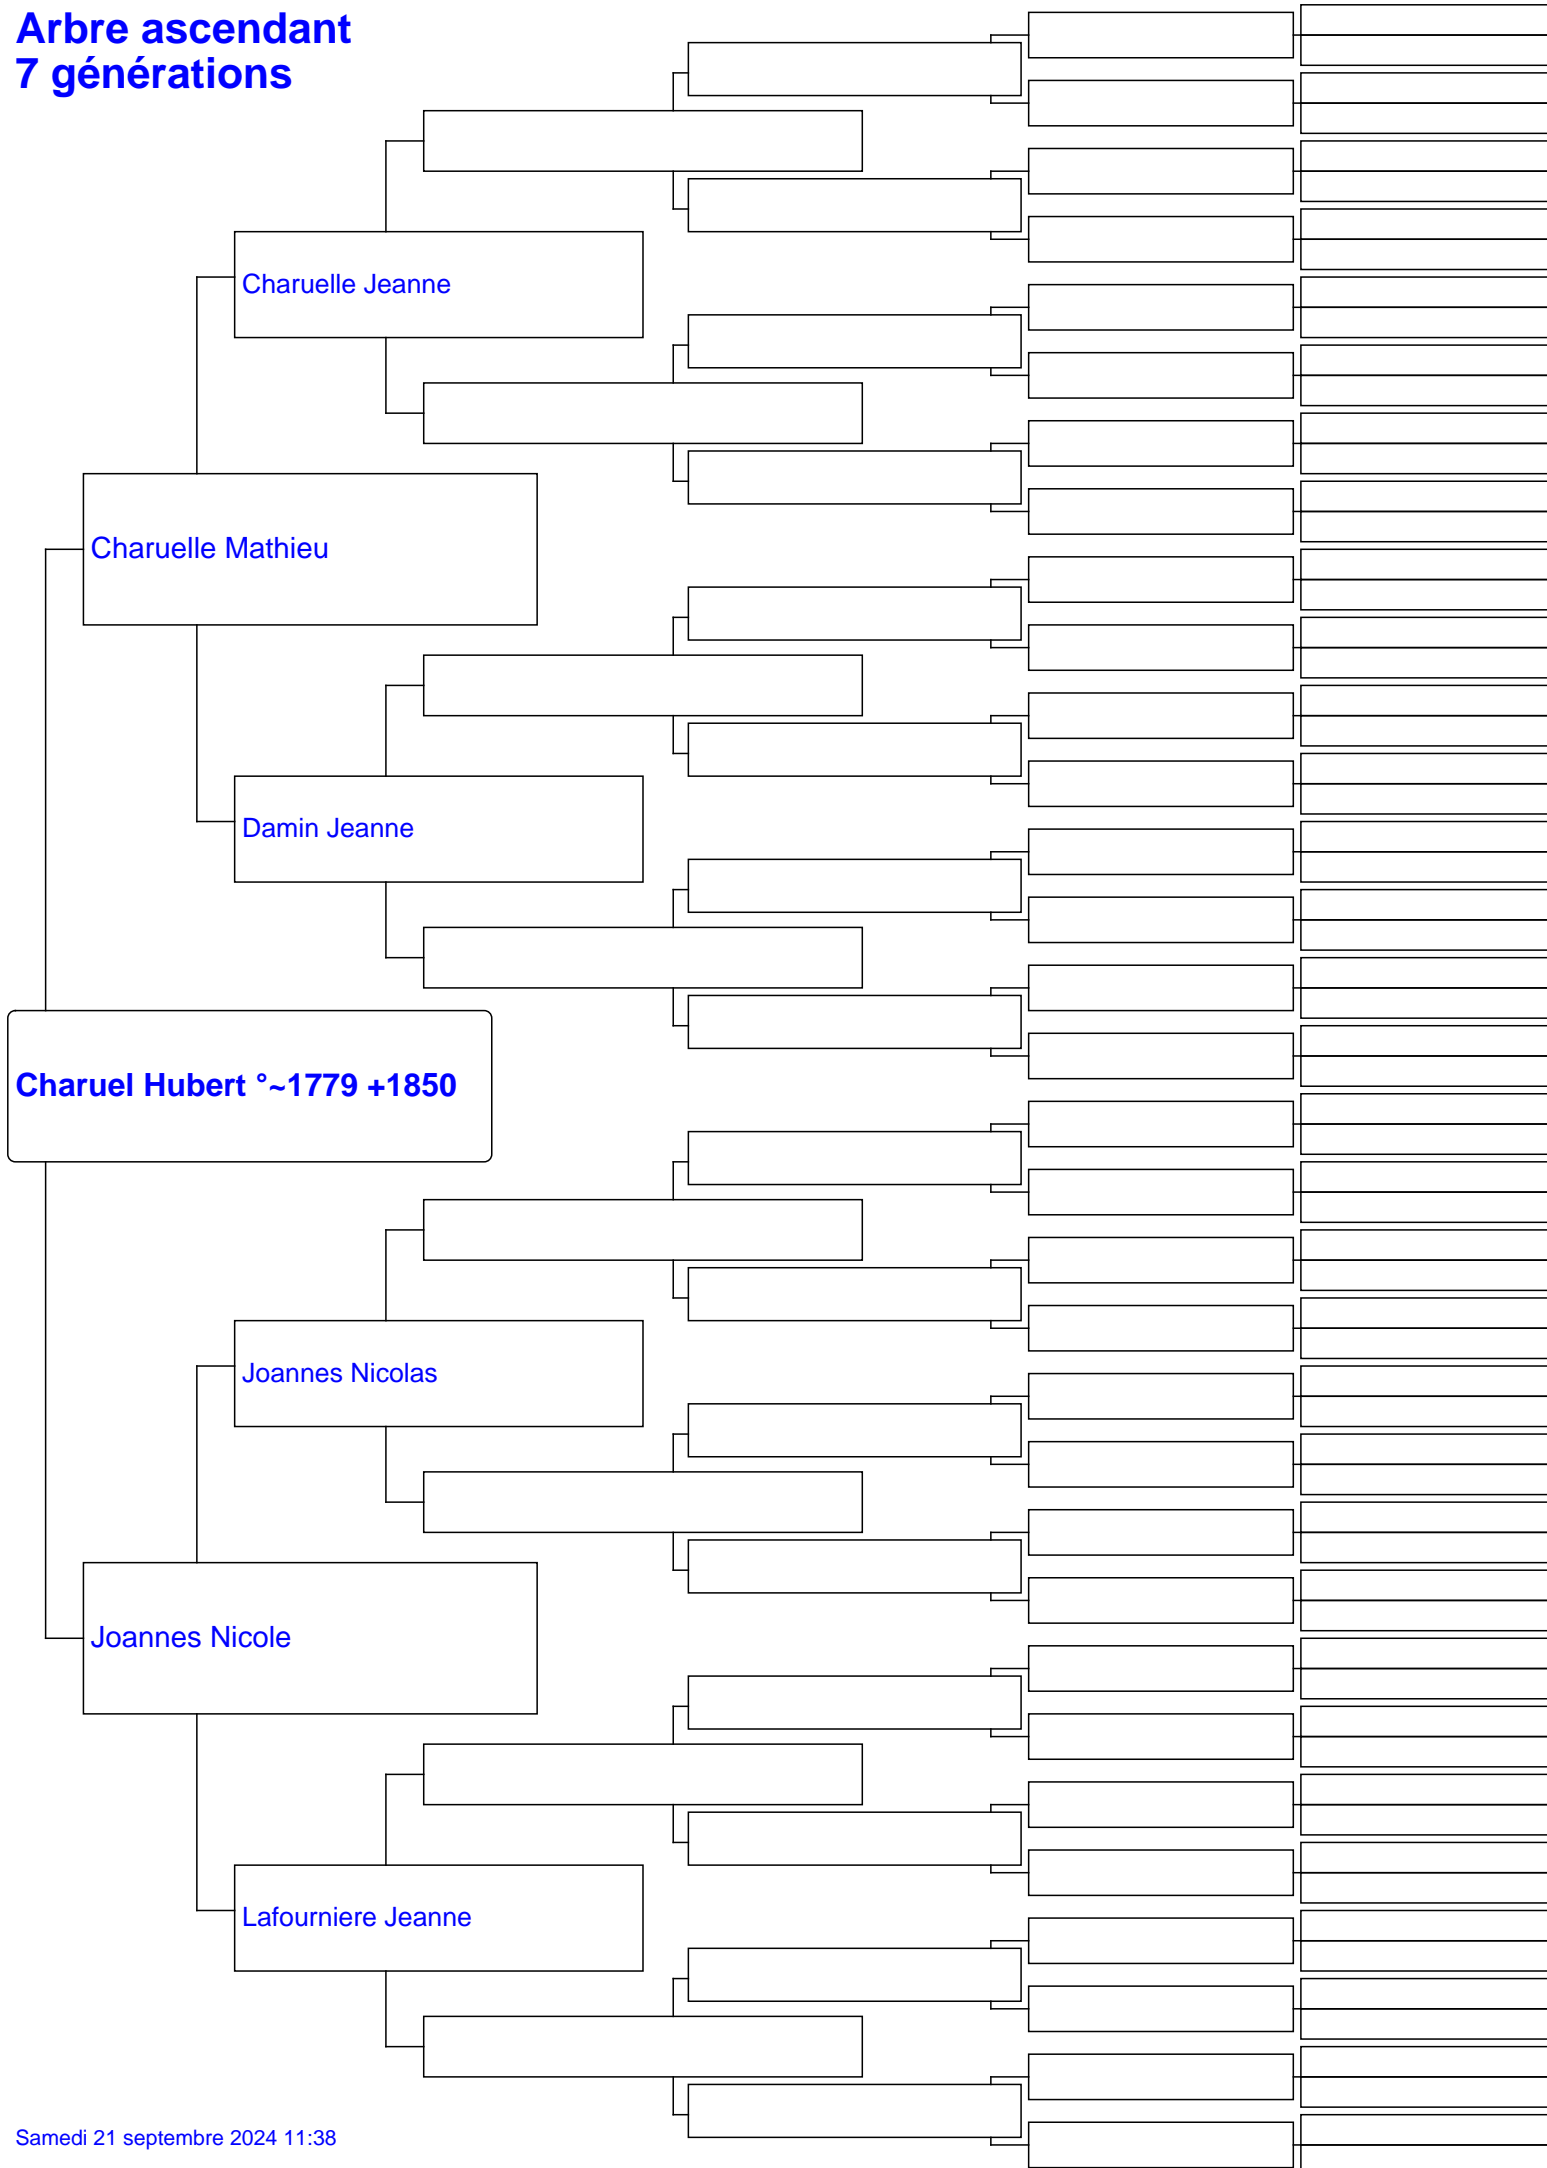 Arbre ascendant
7 générations
Charuelle Jeanne
Charuelle Mathieu
Damin Jeanne
Charuel Hubert °~1779 +1850
Joannes Nicolas
Joannes Nicole
Lafourniere Jeanne
Samedi 21 septembre 2024 11:38